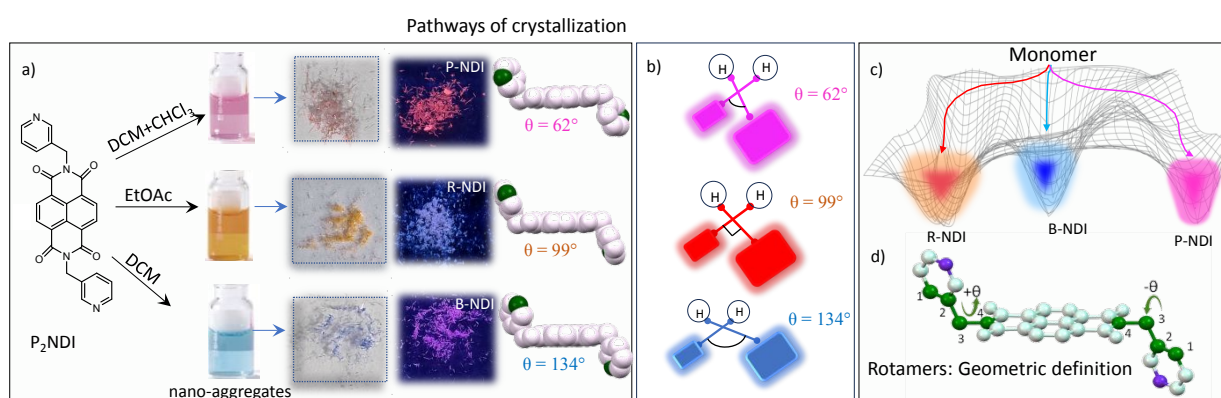 Pathways of crystallization
a)
N
O
N
O
O
N
O
N
P₂NDI
DCM+CHCl₃
EtOAc
DCM
nano-aggregates
P-NDI
θ = 62°
R-NDI
θ = 99°
B-NDI
θ = 134°
b)
H H
θ = 62°
H H
θ = 99°
H H
θ = 134°
c)
Monomer
R-NDI
B-NDI
P-NDI
d)
+θ
-θ
1
2
3
4
4
3
2
1
Rotamers: Geometric definition